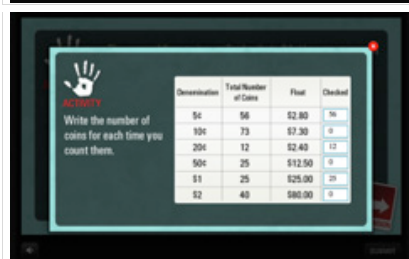 ACTIVITY
Write the number of
coins for each time you
count them.
Denomination Total Number of Coins Float Checked
5¢ 56 $2.80 56
10¢ 73 $7.30 0
20¢ 12 $2.40 12
50¢ 25 $12.50 0
$1 25 $25.00 25
$2 40 $80.00 0